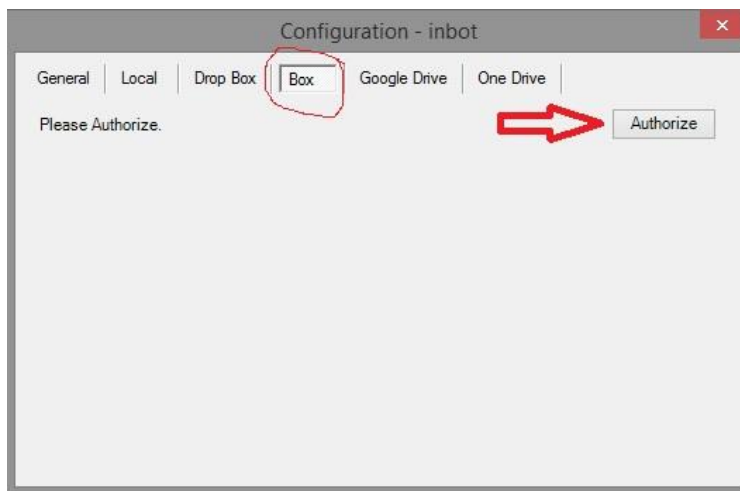 Configuration - inbot
General Local Drop Box Box Google Drive One Drive
Please Authorize. Authorize